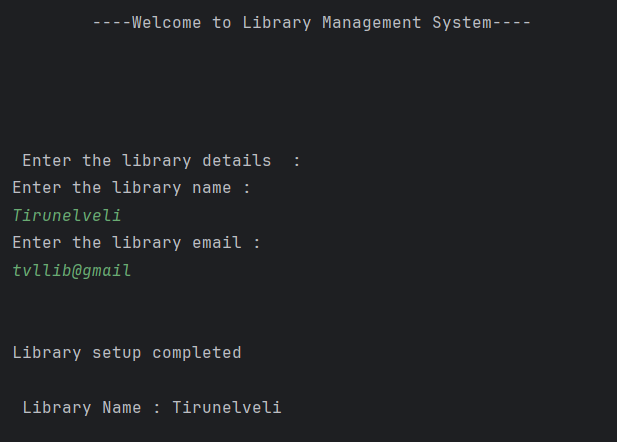 ----Welcome to Library Management System----
Enter the library details  :
Enter the library name :
Tirunelveli
Enter the library email :
tvllib@gmail
Library setup completed
Library Name : Tirunelveli